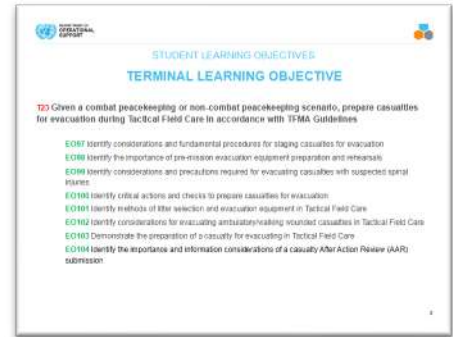 OPERATIONAL
SUPPORT
STUDENT LEARNING OBJECTIVES
TERMINAL LEARNING OBJECTIVE
T23 Given a combat peacekeeping or non-combat peacekeeping scenario, prepare casualties
for evacuation during Tactical Field Care in accordance with TFMA Guidelines
EO97 Identify considerations and fundamental procedures for staging casualties for evacuation
EO98 Identify the importance of pre-mission evacuation equipment preparation and rehearsals
EO99 Identify considerations and precautions required for evacuating casualties with suspected spinal
injuries
EO100 Identify critical actions and checks to prepare casualties for evacuation
EO101 Identify methods of litter selection and evacuation equipment in Tactical Field Care
EO102 Identify considerations for evacuating ambulatory/walking wounded casualties in Tactical Field Care
EO103 Demonstrate the preparation of a casualty for evacuating in Tactical Field Care
EO104 Identify the importance and information considerations of a casualty After Action Review (AAR)
submission